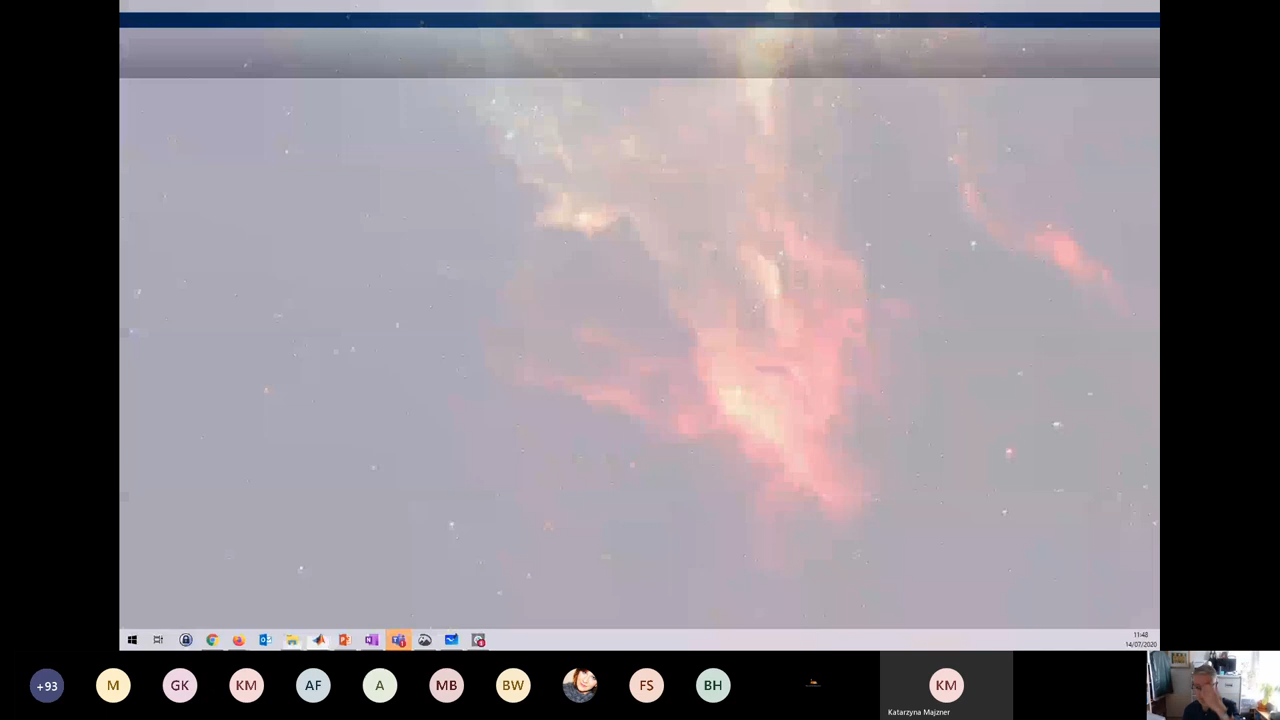 11:48
14/07/2020
+93
M
GK
KM
AF
A
MB
BW
FS
BH
KM
Katarzyna Majzner